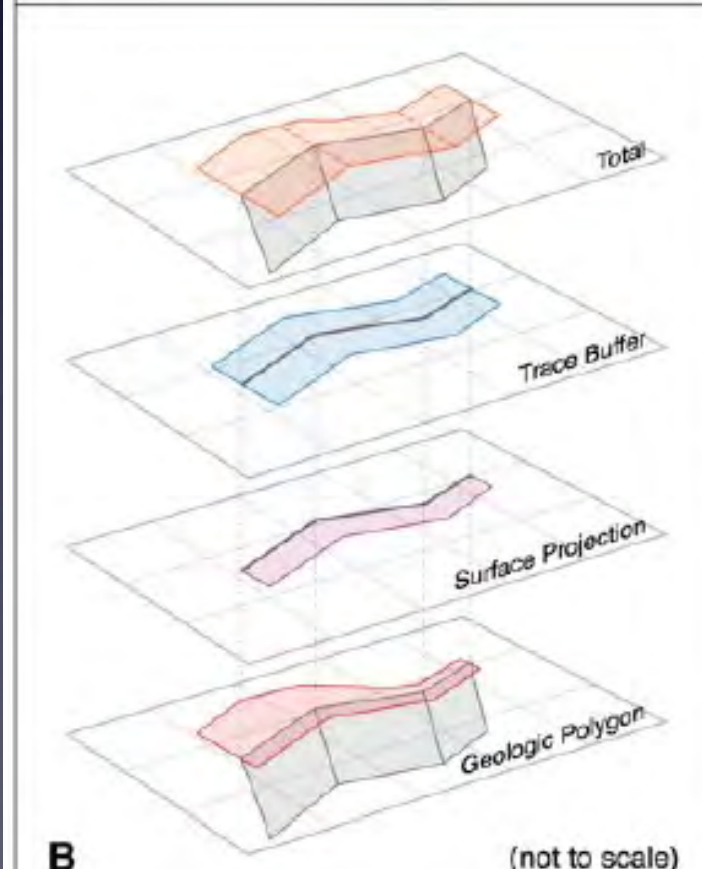 Total
Trace Buffer
Surface Projection
Geologic Polygon
B
(not to scale)